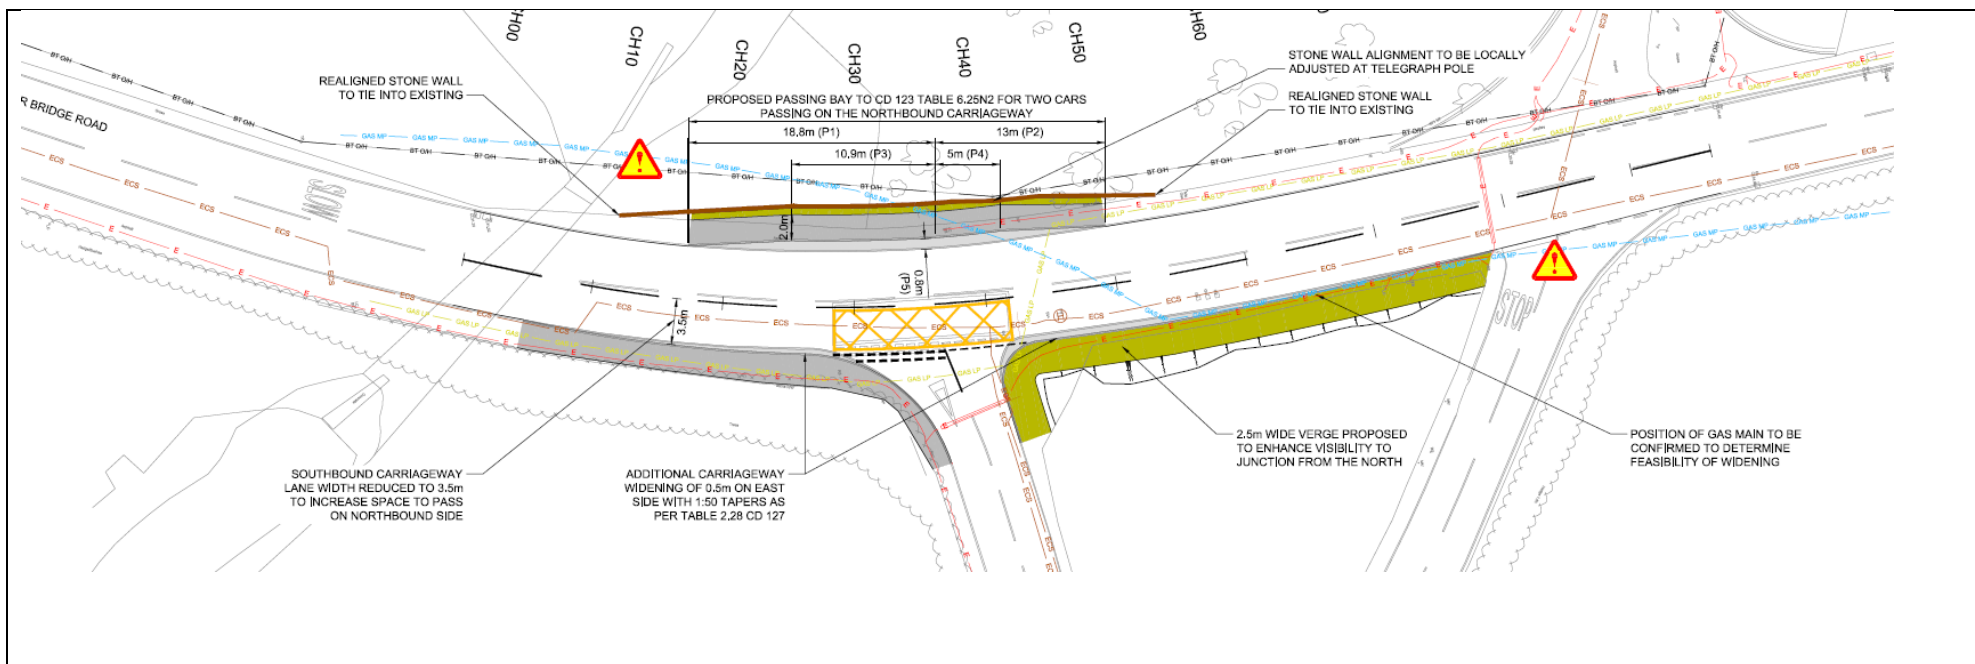 CH00
CH10
CH20
CH30
CH40
CH50
CH60
REALIGNED STONE WALL
TO TIE INTO EXISTING
PROPOSED PASSING BAY TO CD 123 TABLE 6.25N2 FOR TWO CARS
PASSING ON THE NORTHBOUND CARRIAGEWAY
18.8m (P1)
13m (P2)
10.9m (P3)
5m (P4)
STONE WALL ALIGNMENT TO BE LOCALLY
ADJUSTED AT TELEGRAPH POLE
REALIGNED STONE WALL
TO TIE INTO EXISTING
R BRIDGE ROAD
SLOW
2.0m
0.8m
(P5)
3.5m
STOP
BT O/H
GAS MP
GAS LP
ECS
E
SOUTHBOUND CARRIAGEWAY
LANE WIDTH REDUCED TO 3.5m
TO INCREASE SPACE TO PASS
ON NORTHBOUND SIDE
ADDITIONAL CARRIAGEWAY
WIDENING OF 0.5m ON EAST
SIDE WITH 1:50 TAPERS AS
PER TABLE 2.28 CD 127
2.5m WIDE VERGE PROPOSED
TO ENHANCE VISIBILITY TO
JUNCTION FROM THE NORTH
POSITION OF GAS MAIN TO BE
CONFIRMED TO DETERMINE
FEASIBILITY OF WIDENING